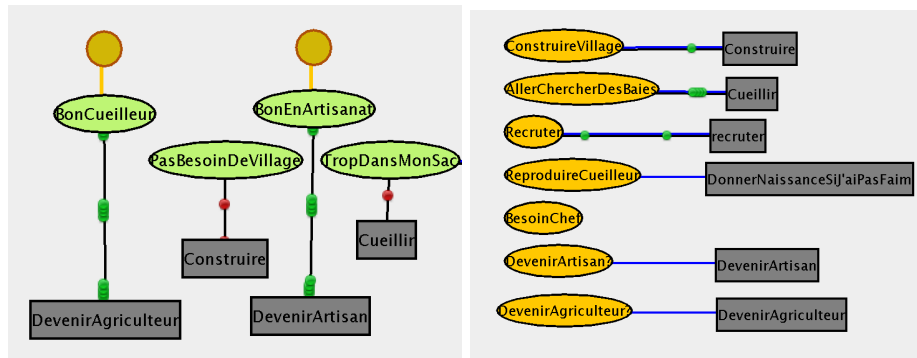 BonCueilleur
BonEnArtisanat
PasBesoinDeVillage
TropDansMonSac
Construire
Cueillir
DevenirAgriculteur
DevenirArtisan
ConstruireVillage
Construire
AllerChercherDesBaies
Cueillir
Recruter
recruter
ReproduireCueilleur
DonnerNaissanceSiJ'aiPasFaim
BesoinChef
DevenirArtisan?
DevenirArtisan
DevenirAgriculteur?
DevenirAgriculteur